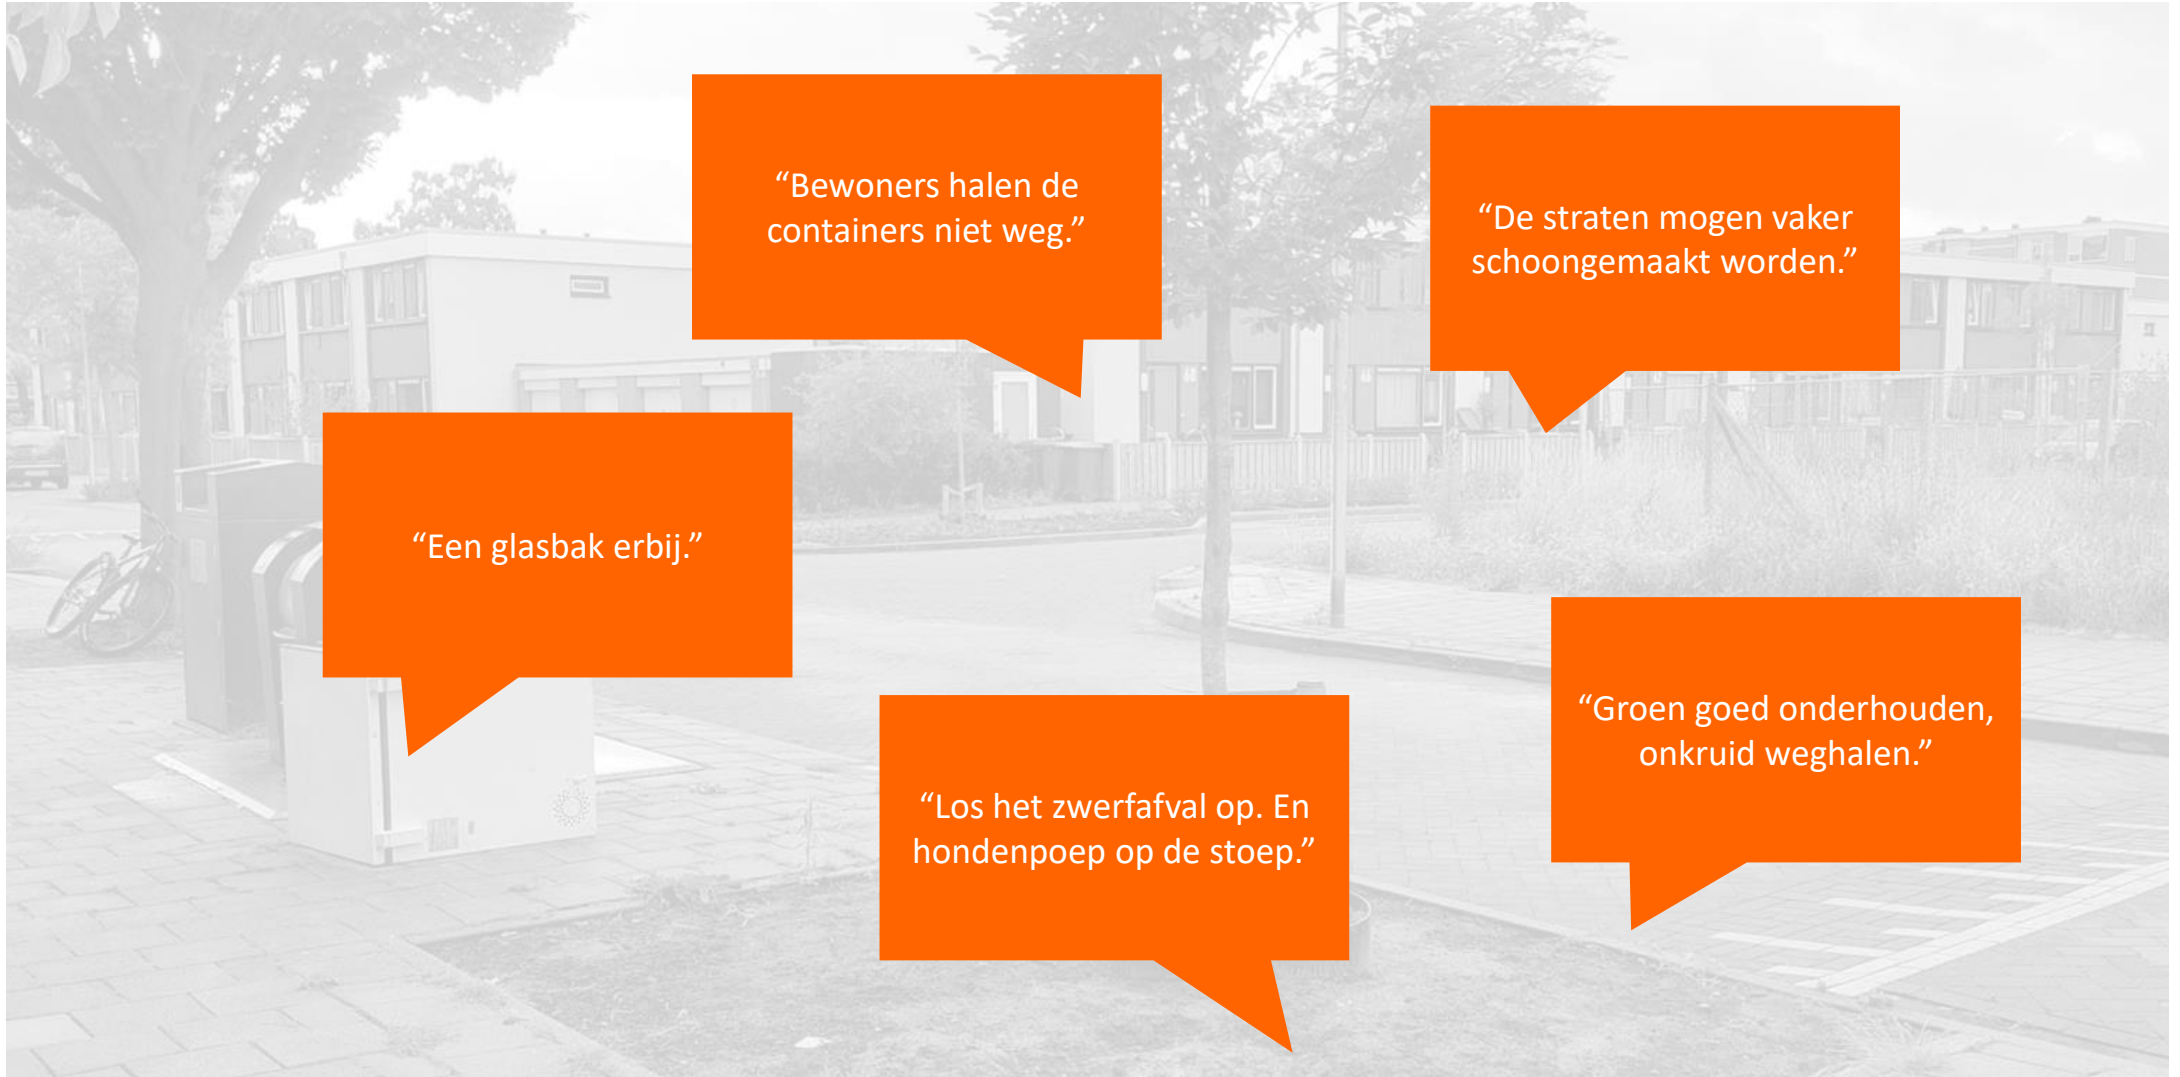 “Bewoners halen de
containers niet weg.”
“De straten mogen vaker
schoongemaakt worden.”
“Een glasbak erbij.”
“Groen goed onderhouden,
onkruid weghalen.”
“Los het zwerfafval op. En
hondenpoep op de stoep.”